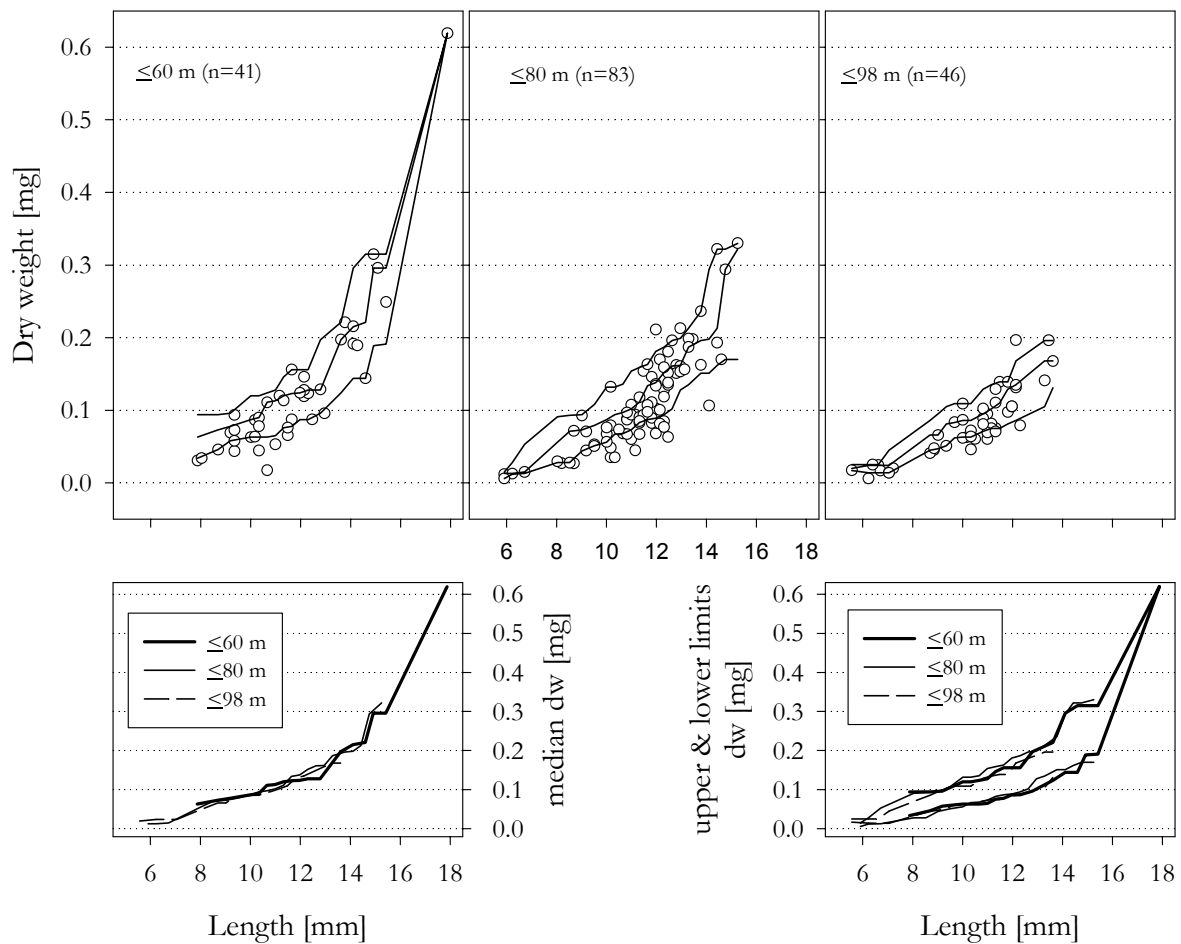 ≤60 m (n=41)
≤80 m (n=83)
≤98 m (n=46)
Dry weight [mg]
0.6
0.5
0.4
0.3
0.2
0.1
0.0
6 8 10 12 14 16 18
≤60 m
≤80 m
≤98 m
median dw [mg]
0.6
0.5
0.4
0.3
0.2
0.1
0.0
6 8 10 12 14 16 18
Length [mm]
upper & lower limits
dw [mg]
0.6
0.5
0.4
0.3
0.2
0.1
0.0
≤60 m
≤80 m
≤98 m
6 8 10 12 14 16 18
Length [mm]